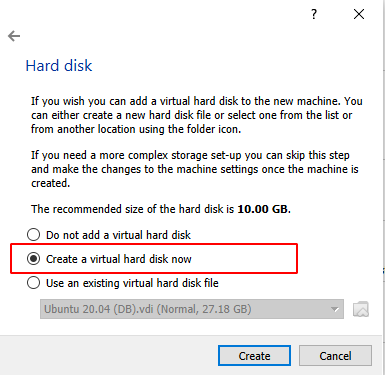 ?
Hard disk
If you wish you can add a virtual hard disk to the new machine. You
can either create a new hard disk file or select one from the list or
from another location using the folder icon.
If you need a more complex storage set-up you can skip this step
and make the changes to the machine settings once the machine is
created.
The recommended size of the hard disk is 10.00 GB.
Do not add a virtual hard disk
Create a virtual hard disk now
Use an existing virtual hard disk file
Ubuntu 20.04 (DB).vdi (Normal, 27.18 GB)
Create
Cancel